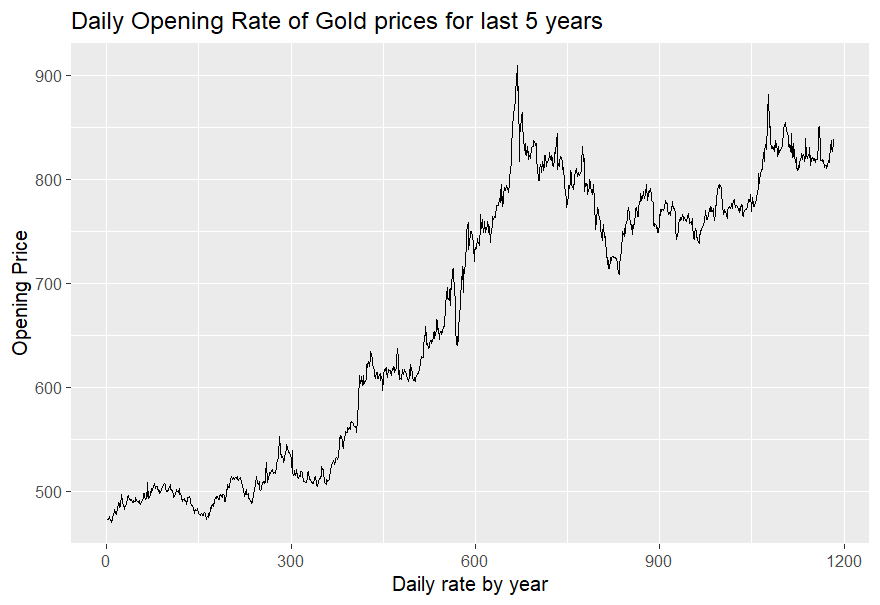 Daily Opening Rate of Gold prices for last 5 years
Opening Price
900
800
700
600
500
0 300 600 900 1200
Daily rate by year